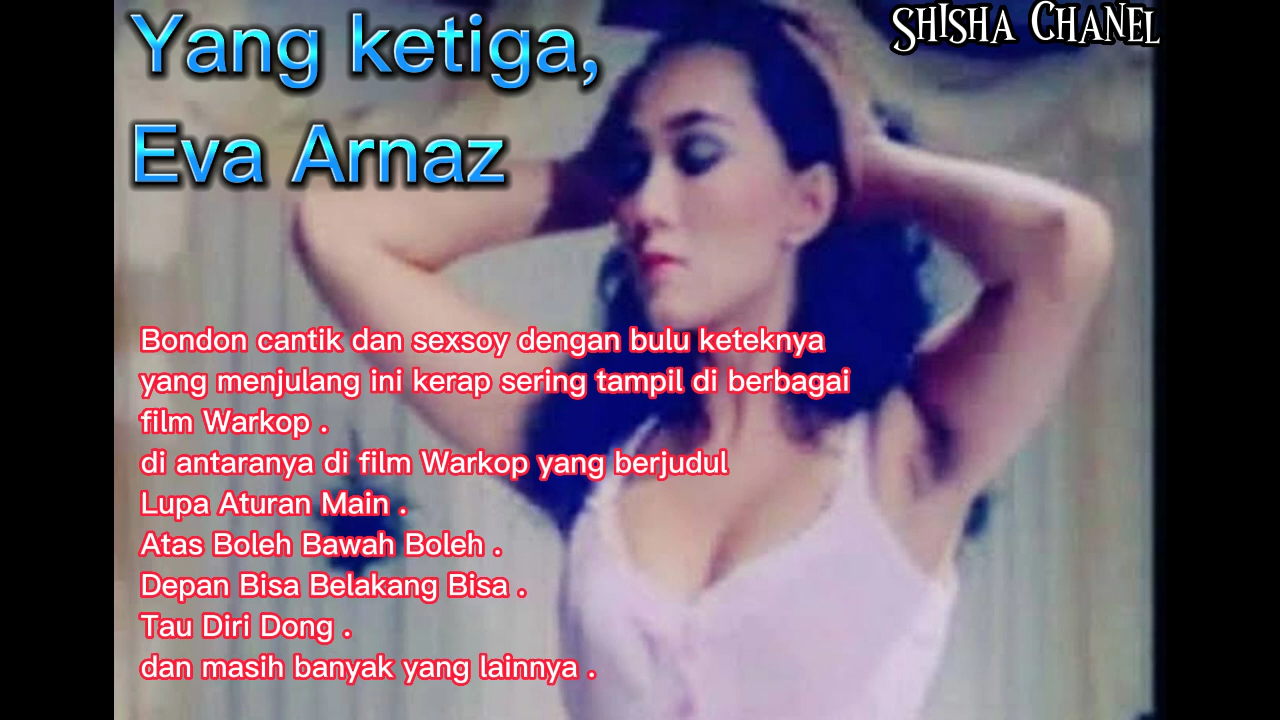 Yang ketiga,
SHISHA CHANEL
Eva Arnaz
Bondon cantik dan sexsoy dengan bulu keteknya
yang menjulang ini kerap sering tampil di berbagai
film Warkop .
di antaranya di film Warkop yang berjudul
Lupa Aturan Main .
Atas Boleh Bawah Boleh .
Depan Bisa Belakang Bisa .
Tau Diri Dong .
dan masih banyak yang lainnya .